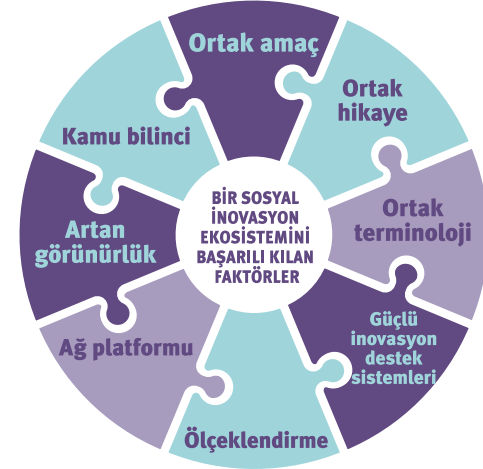 Ortak amaç
Ortak
hikaye
Ortak
terminoloji
Güçlü
inovasyon
destek
sistemleri
Ölçeklendirme
Ağ platformu
Artan
görünürlük
Kamu bilinci
BİR SOSYAL
İNOVASYON
EKOSİSTEMİNİ
BAŞARILI KILAN
FAKTÖRLER